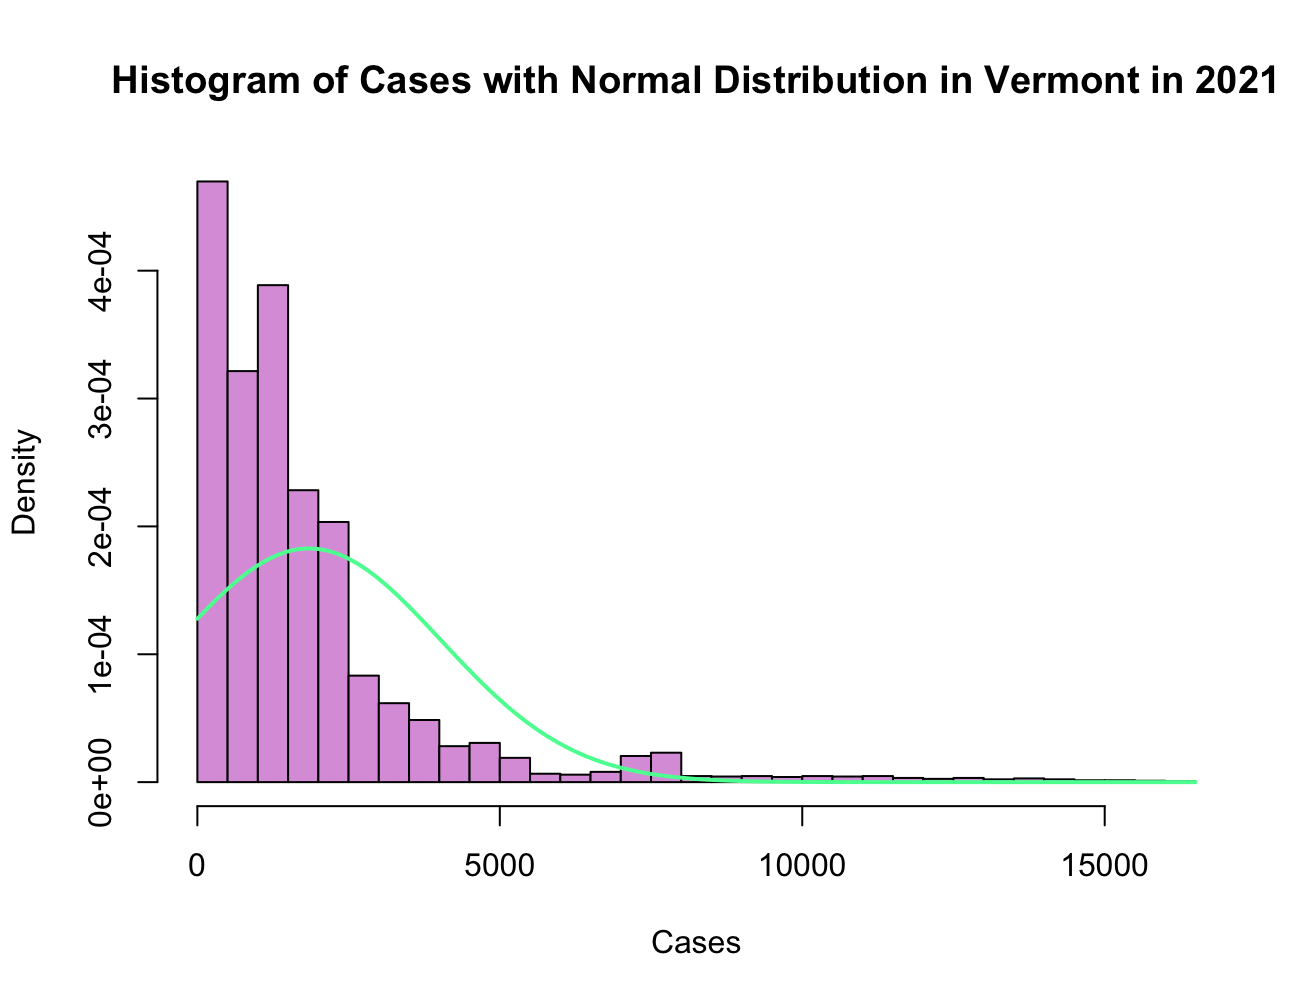 Histogram of Cases with Normal Distribution in Vermont in 2021
Density
4e-04
3e-04
2e-04
1e-04
0e+00
0 5000 10000 15000
Cases